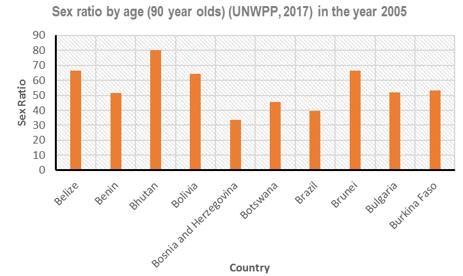 Sex ratio by age (90 year olds) (UNWPP, 2017) in the year 2005
90
80
70
60
50
40
30
20
10
0
Sex Ratio
Belize
Benin
Bhutan
Bolivia
Bosnia and Herzegovina
Botswana
Brazil
Brunei
Bulgaria
Burkina Faso
Country